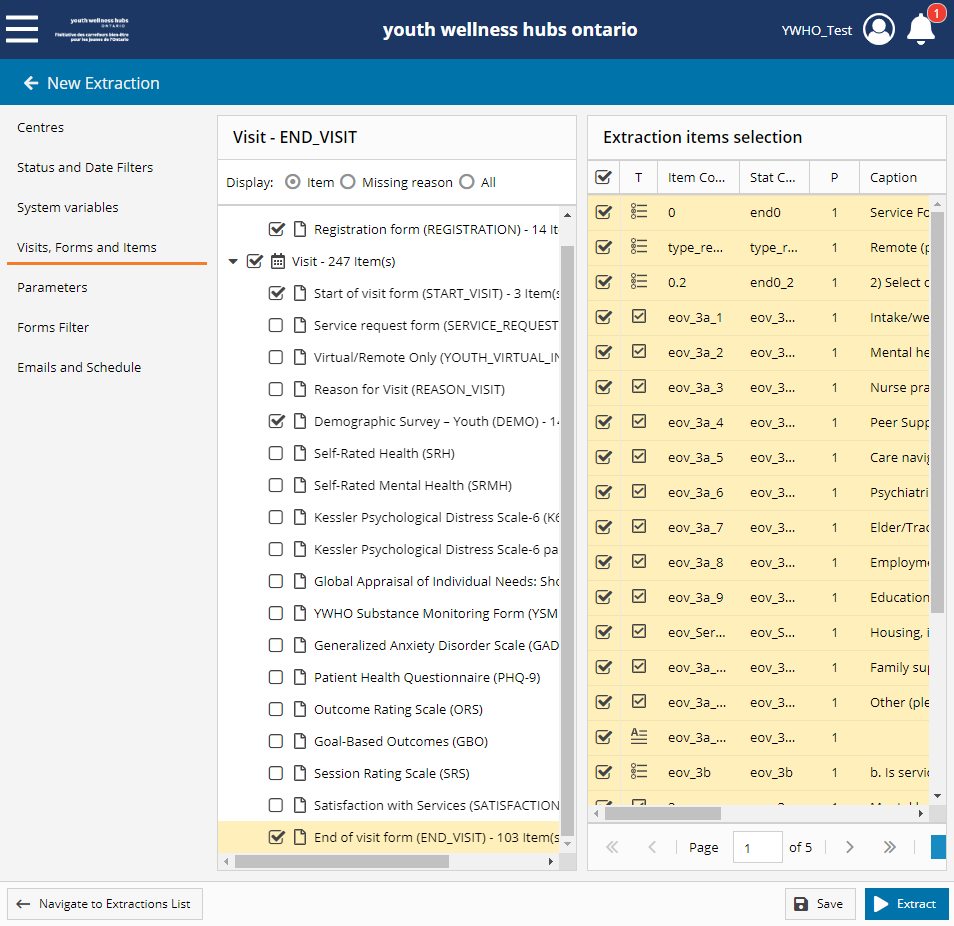 youth wellness hubs
ONTARIO
l'initiative des carrefours bien-être
pour les jeunes de l'Ontario
youth wellness hubs ontario
YWHO_Test
1
New Extraction
Centres
Status and Date Filters
System variables
Visits, Forms and Items
Parameters
Forms Filter
Emails and Schedule
Visit - END_VISIT
Display: Item Missing reason All
Registration form (REGISTRATION) - 14 It
Visit - 247 Item(s)
Start of visit form (START_VISIT) - 3 Item(s
Service request form (SERVICE_REQUEST
Virtual/Remote Only (YOUTH_VIRTUAL_IN
Reason for Visit (REASON_VISIT)
Demographic Survey – Youth (DEMO) - 14
Self-Rated Health (SRH)
Self-Rated Mental Health (SRMH)
Kessler Psychological Distress Scale-6 (K6
Kessler Psychological Distress Scale-6 pa
Global Appraisal of Individual Needs: Sho
YWHO Substance Monitoring Form (YSM
Generalized Anxiety Disorder Scale (GAD
Patient Health Questionnaire (PHQ-9)
Outcome Rating Scale (ORS)
Goal-Based Outcomes (GBO)
Session Rating Scale (SRS)
Satisfaction with Services (SATISFACTION
End of visit form (END_VISIT) - 103 Item(s
Extraction items selection
T Item Co... Stat C... P Caption
0 end0 1 Service Fo
type_re... type_r... 1 Remote (p
0.2 end0_2 1 2) Select o
eov_3a_1 eov_3... 1 Intake/we
eov_3a_2 eov_3... 1 Mental he
eov_3a_3 eov_3... 1 Nurse pra
eov_3a_4 eov_3... 1 Peer Supp
eov_3a_5 eov_3... 1 Care navig
eov_3a_6 eov_3... 1 Psychiatri
eov_3a_7 eov_3... 1 Elder/Trad
eov_3a_8 eov_3... 1 Employme
eov_3a_9 eov_3... 1 Education
eov_Ser... eov_S... 1 Housing, i
eov_3a_... eov_3... 1 Family sup
eov_3a_... eov_3... 1 Other (ple
eov_3a_... eov_3... 1
eov_3b eov_3b 1 b. Is servic
Page 1 of 5
Navigate to Extractions List
Save
Extract